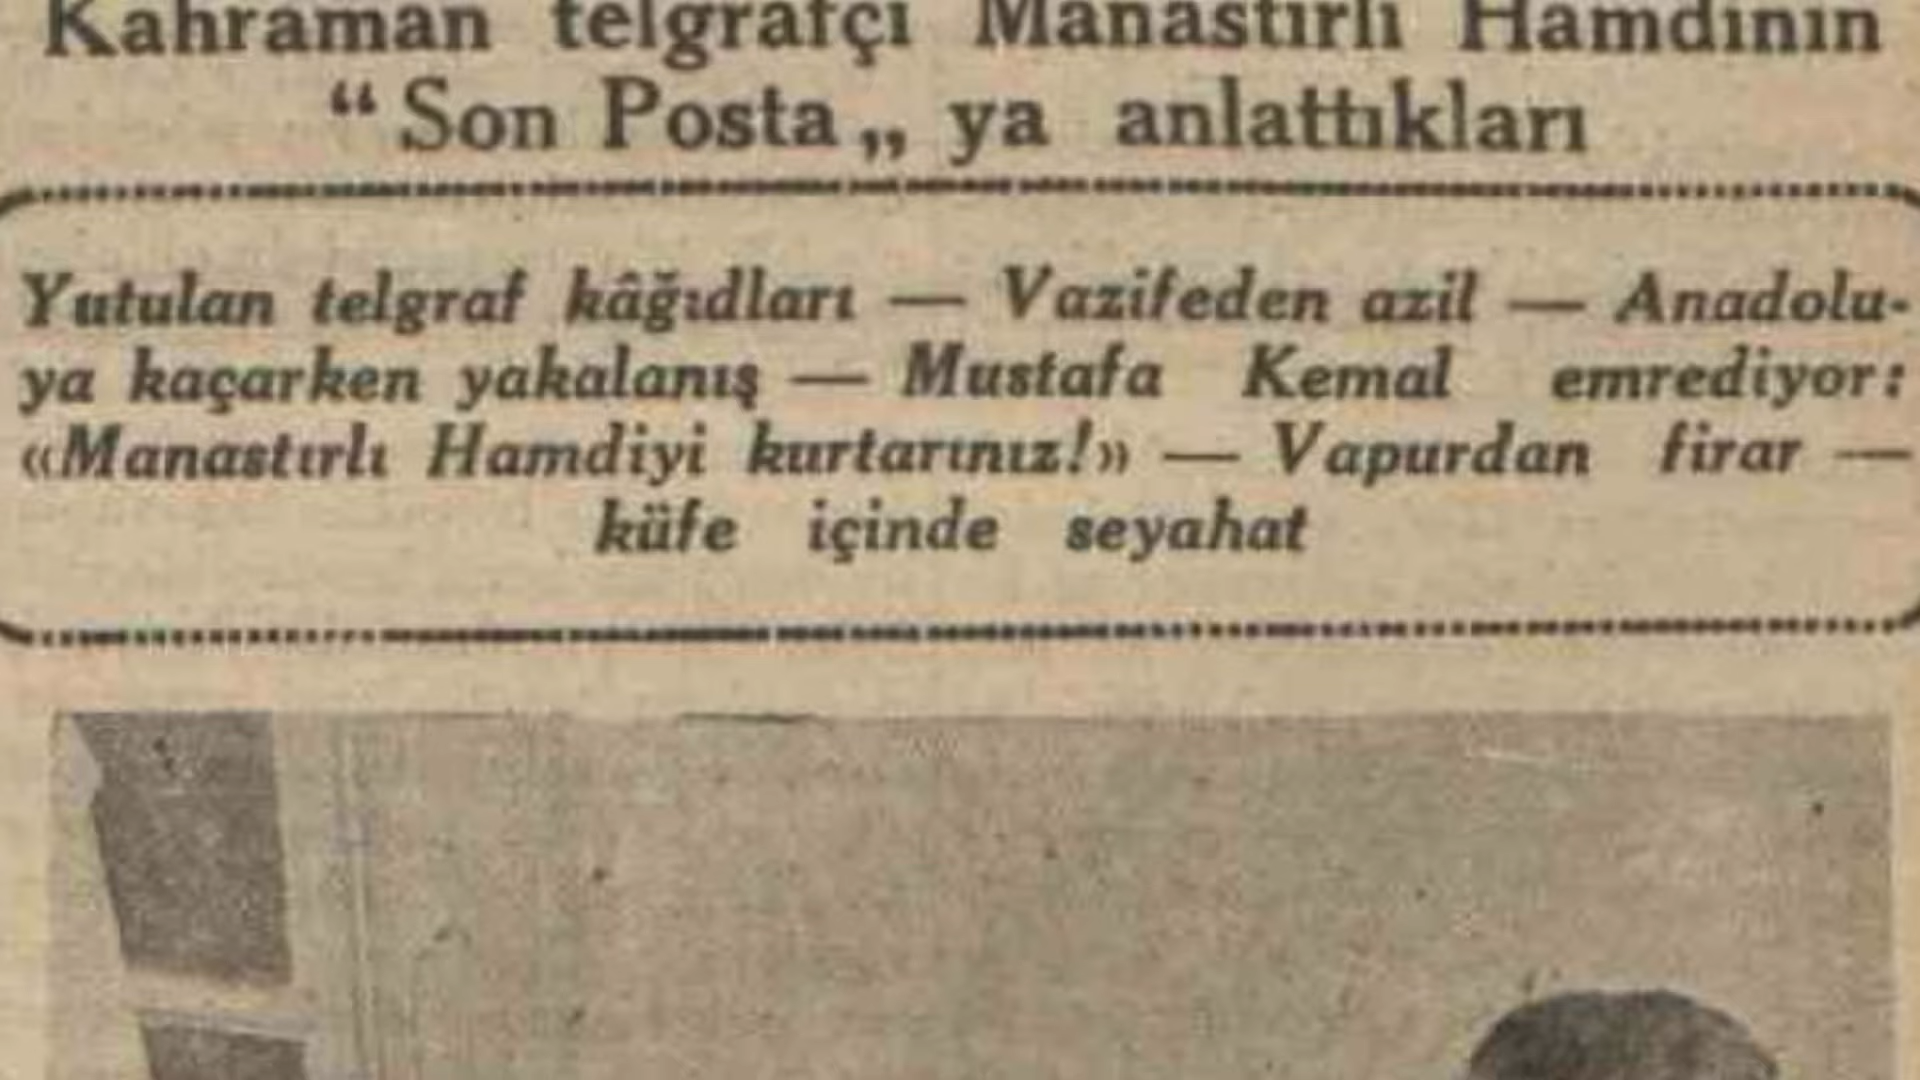 Kahraman telgrafçı Manastırlı Hamdinin
“Son Posta„ ya anlattıkları
Yutulan telgraf kâğıdları — Vazifeden azil — Anadolu-
ya kaçarken yakalanış — Mustafa Kemal emrediyor:
«Manastırlı Hamdiyi kurtarınız!» — Vapurdan firar —
küfe içinde seyahat